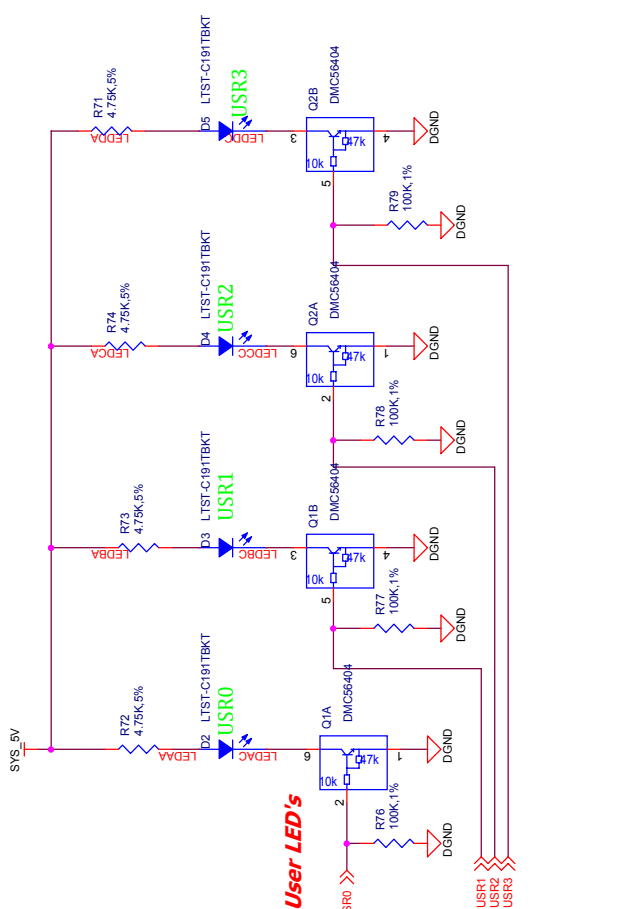 R71
4.75K,5%
LEDDA
D5
LTST-C191TBKT
USR3
LEDDC
3
Q2B
DMC56404
10k
47k
4
DGND
5
R79
100K,1%
DGND
R74
4.75K,5%
LEDCA
D4
LTST-C191TBKT
USR2
LEDCC
6
Q2A
DMC56404
10k
47k
1
DGND
2
R78
100K,1%
DGND
R73
4.75K,5%
LEDBA
D3
LTST-C191TBKT
USR1
LEDBC
3
Q1B
DMC56404
10k
47k
4
DGND
5
R77
100K,1%
DGND
SYS_5V
R72
4.75K,5%
LEDAA
D2
LTST-C191TBKT
USR0
LEDAC
6
Q1A
DMC56404
10k
47k
1
DGND
2
R76
100K,1%
DGND
User LED's
SR0
USR1
USR2
USR3